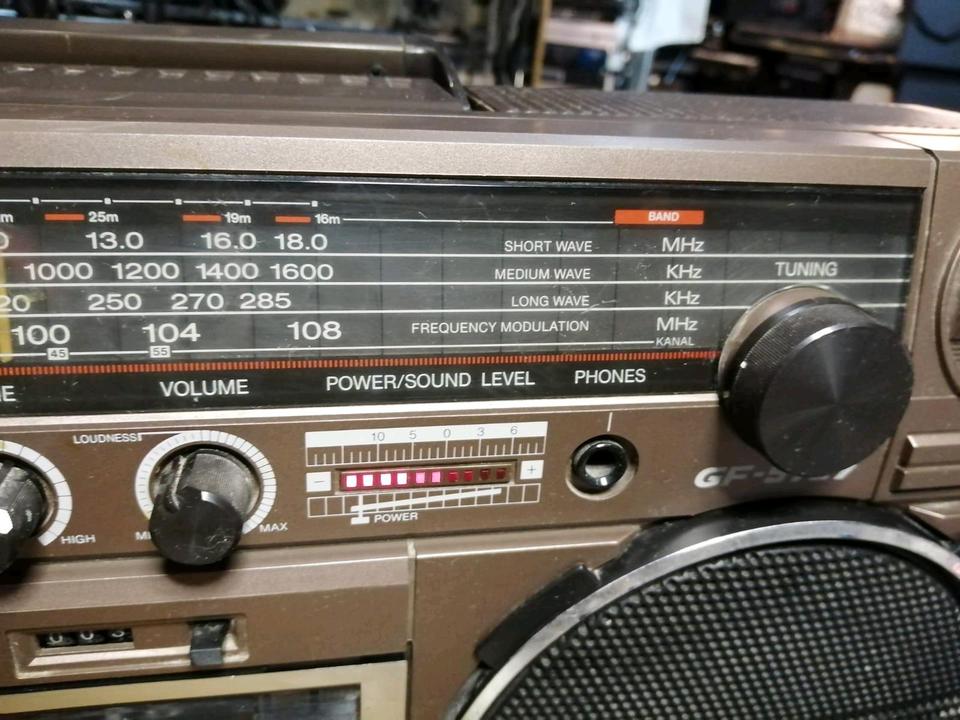 m 25m 19m 16m BAND
0 13.0 16.0 18.0 SHORT WAVE MHz
1000 1200 1400 1600 MEDIUM WAVE KHz
TUNING
20 250 270 285 LONG WAVE KHz
100 104 108 FREQUENCY MODULATION MHz
45 55 KANAL
E VOLUME POWER/SOUND LEVEL PHONES
LOUDNESS
10 5 0 3 6
- +
POWER
HIGH
MAX